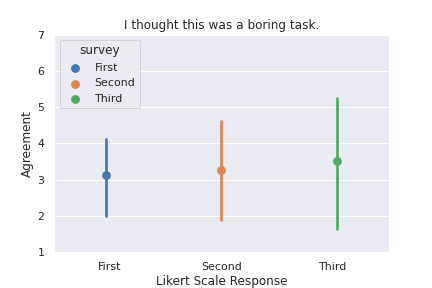 I thought this was a boring task.
7
6
5
4
3
2
1
Agreement
survey
First
Second
Third
First
Second
Third
Likert Scale Response